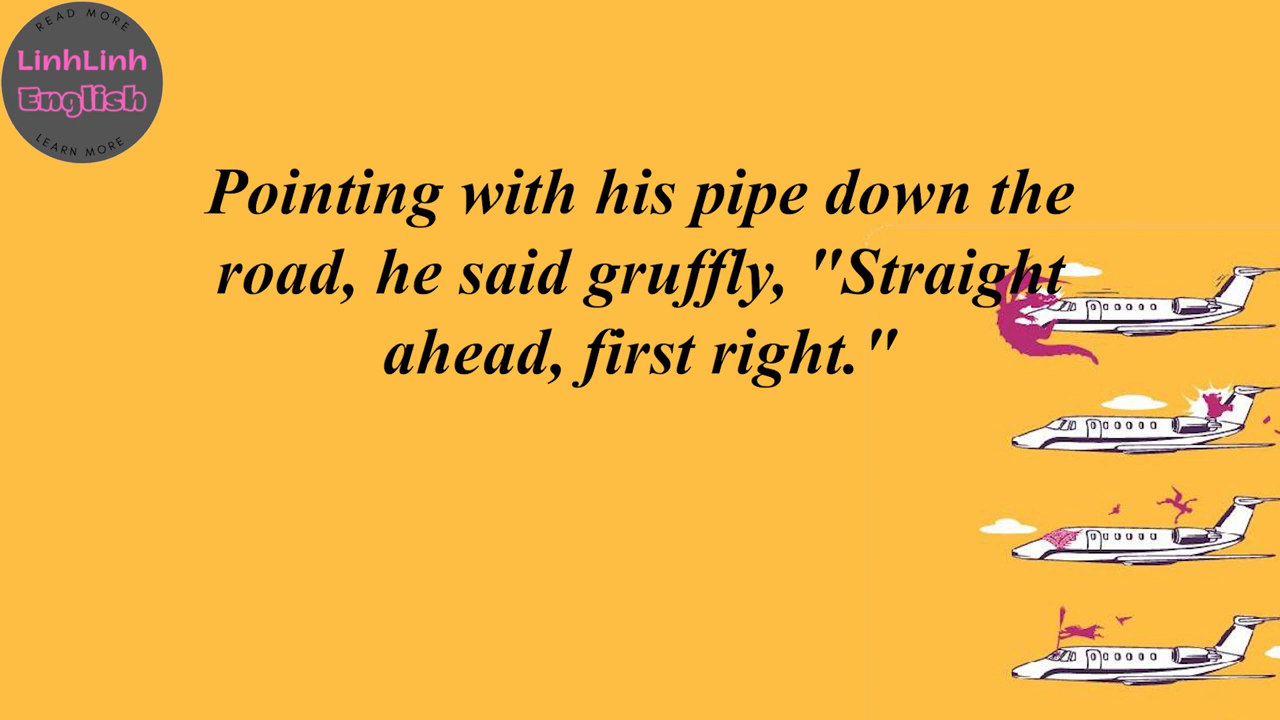 READ MORE
LinhLinh
English
LEARN MORE
Pointing with his pipe down the
road, he said gruffly, "Straight
ahead, first right."